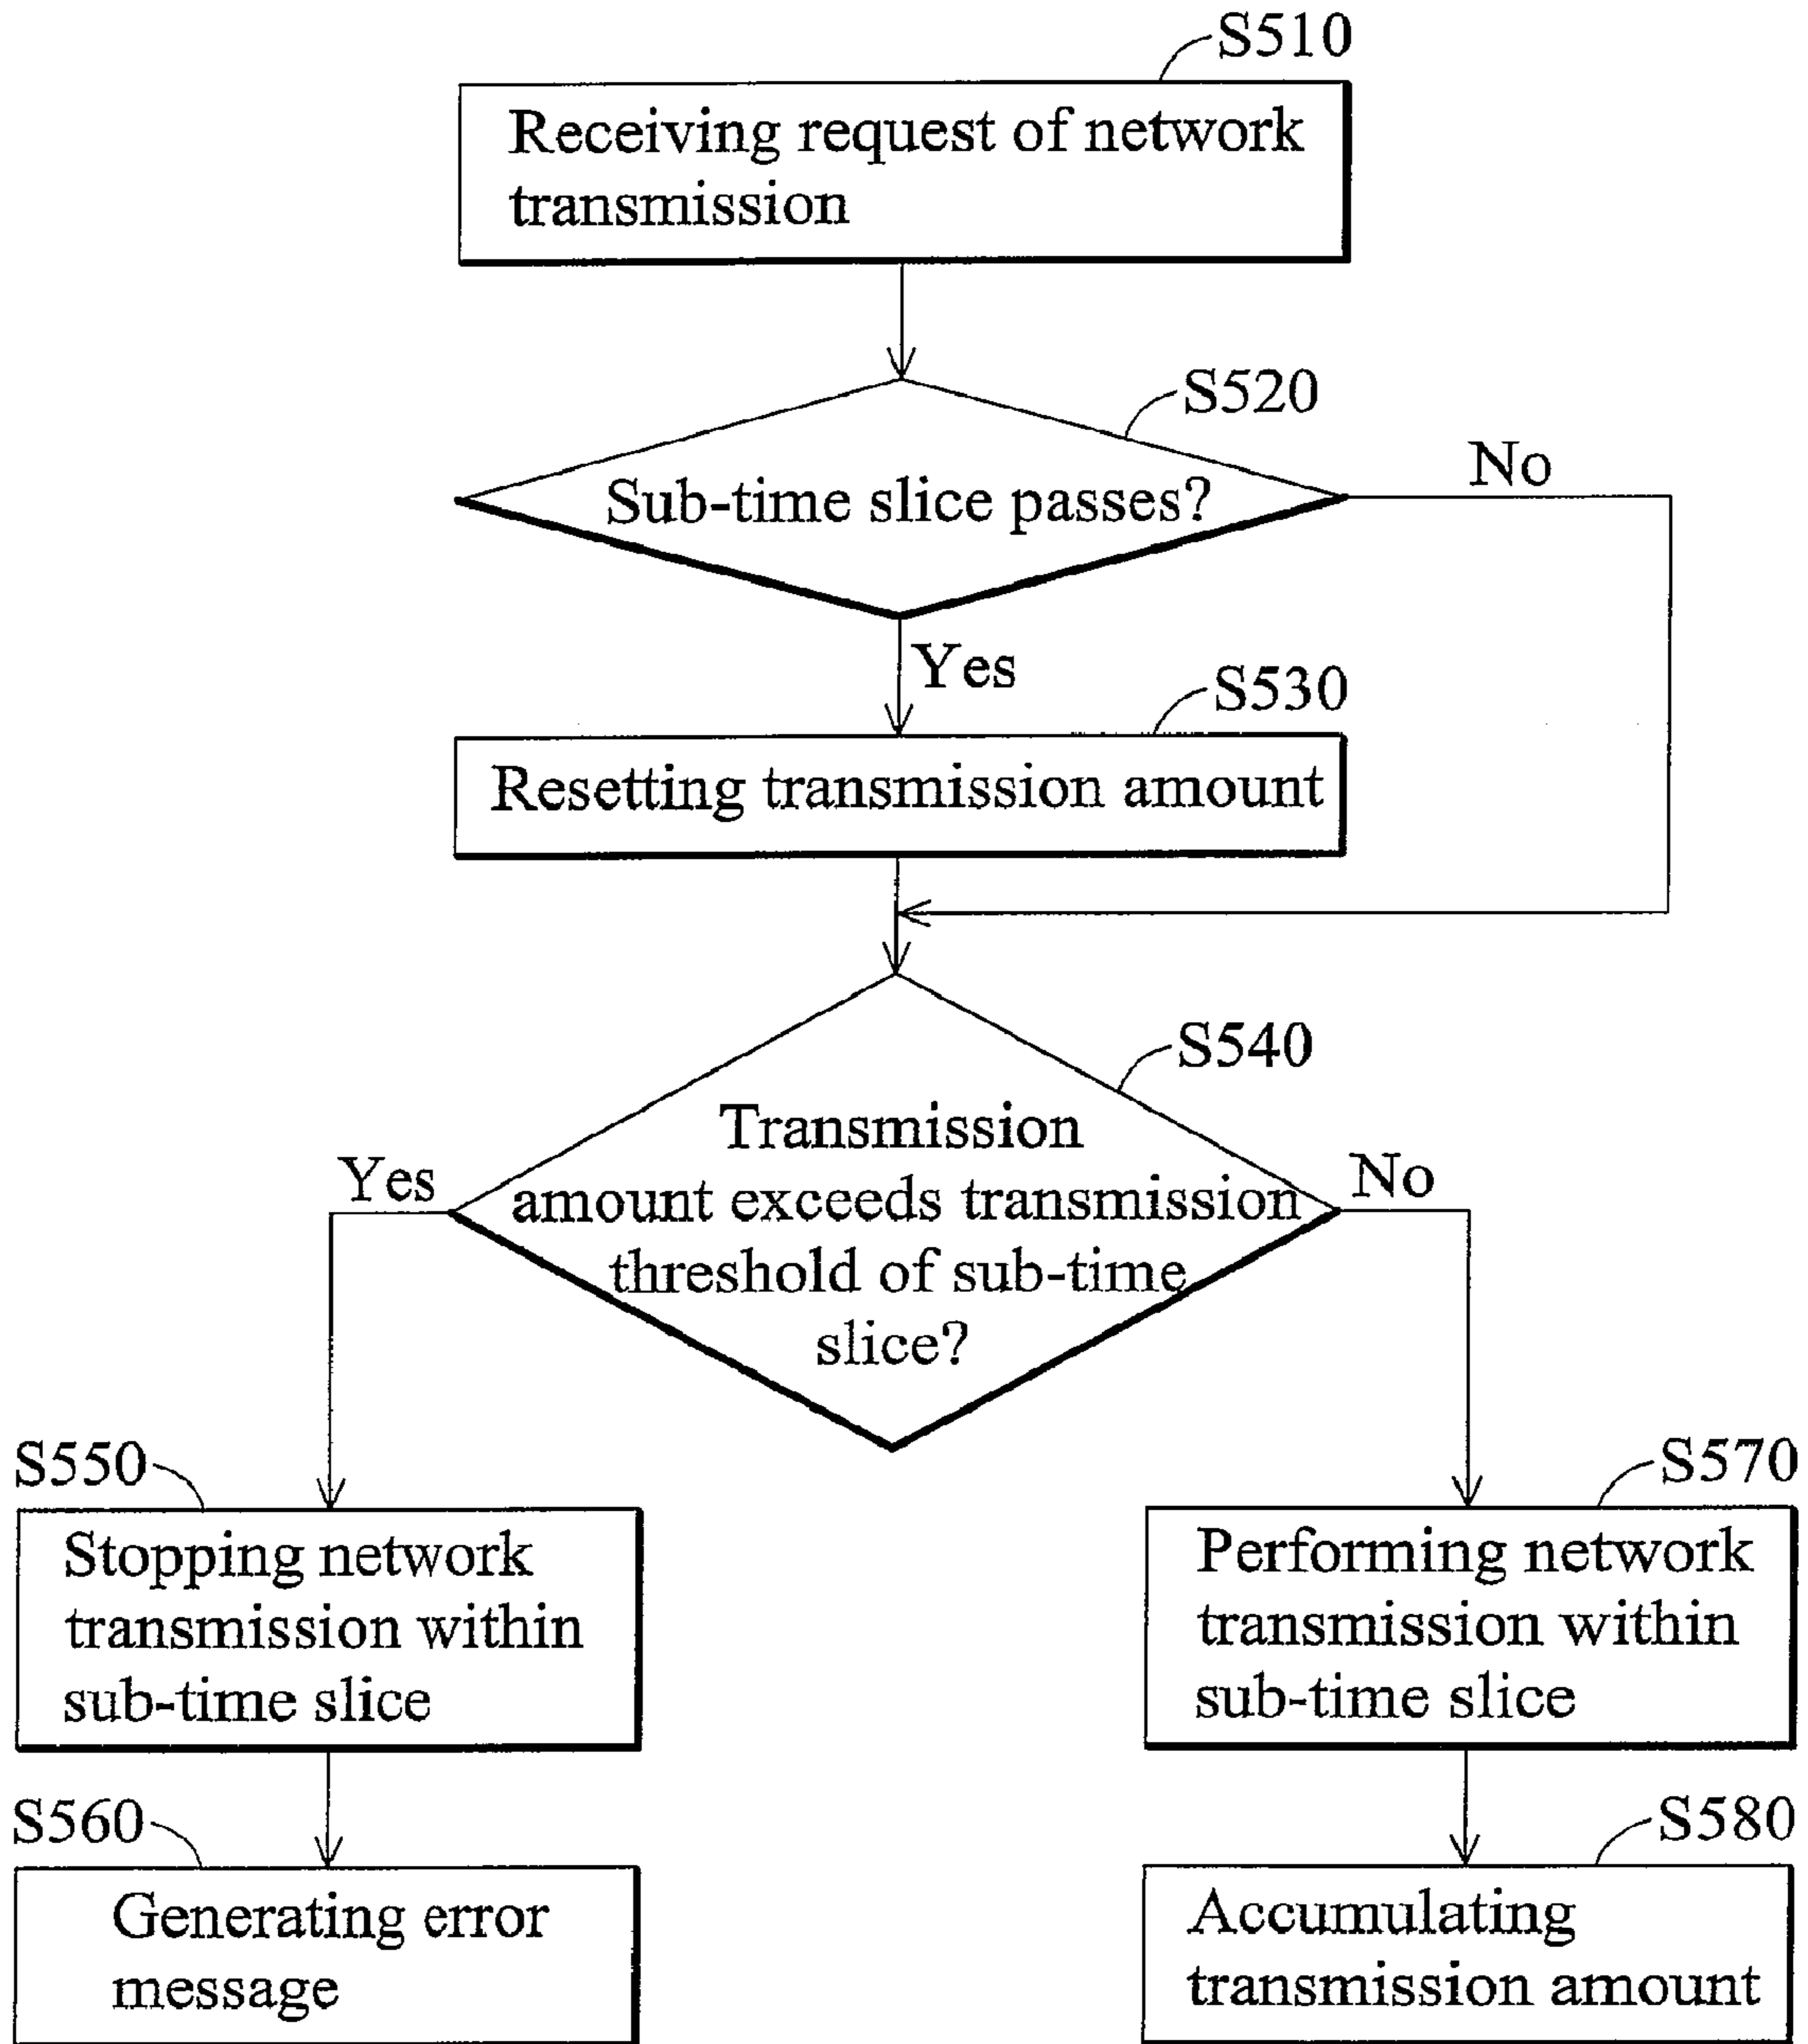 S510
Receiving request of network
transmission
S520
Sub-time slice passes?
No
Yes
S530
Resetting transmission amount
S540
Transmission
amount exceeds transmission
threshold of sub-time
slice?
Yes
No
S550
Stopping network
transmission within
sub-time slice
S570
Performing network
transmission within
sub-time slice
S560
Generating error
message
S580
Accumulating
transmission amount